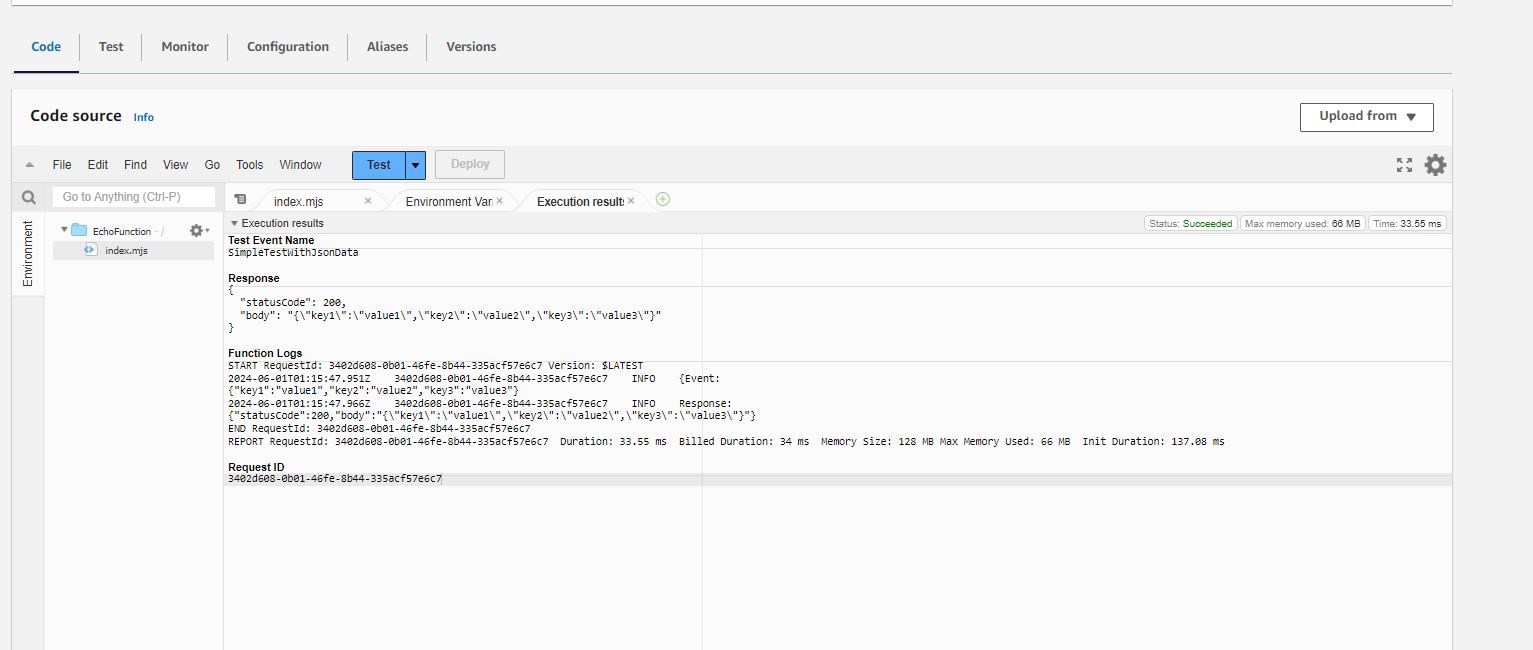 Code Test Monitor Configuration Aliases Versions
Code source Info
Upload from
File Edit Find View Go Tools Window Test Deploy
Go to Anything (Ctrl-P)
index.mjs Environment Var Execution results
Environment
EchoFunction - /
index.mjs
Execution results
Status: Succeeded Max memory used: 66 MB Time: 33.55 ms
Test Event Name
SimpleTestWithJsonData
Response
{
"statusCode": 200,
"body": "{\"key1\":\"value1\",\"key2\":\"value2\",\"key3\":\"value3\"}"
}
Function Logs
START RequestId: 3402d608-0b01-46fe-8b44-335acf57e6c7 Version: $LATEST
2024-06-01T01:15:47.951Z 3402d608-0b01-46fe-8b44-335acf57e6c7 INFO {Event:
{"key1":"value1","key2":"value2","key3":"value3"}
2024-06-01T01:15:47.966Z 3402d608-0b01-46fe-8b44-335acf57e6c7 INFO Response:
{"statusCode":200,"body":"{\"key1\":\"value1\",\"key2\":\"value2\",\"key3\":\"value3\"}"}
END RequestId: 3402d608-0b01-46fe-8b44-335acf57e6c7
REPORT RequestId: 3402d608-0b01-46fe-8b44-335acf57e6c7 Duration: 33.55 ms Billed Duration: 34 ms Memory Size: 128 MB Max Memory Used: 66 MB Init Duration: 137.08 ms
Request ID
3402d608-0b01-46fe-8b44-335acf57e6c7